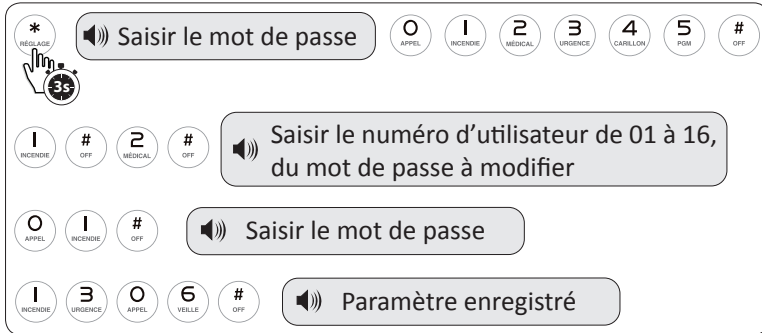 * RÉGLAGE 3s Saisir le mot de passe 0 APPEL 1 INCENDIE 2 MÉDICAL 3 URGENCE 4 CARILLON 5 PGM # OFF
1 INCENDIE # OFF 2 MÉDICAL # OFF Saisir le numéro d’utilisateur de 01 à 16,
du mot de passe à modifier
0 APPEL 1 INCENDIE # OFF Saisir le mot de passe
1 INCENDIE 3 URGENCE 0 APPEL 6 VEILLE # OFF Paramètre enregistré